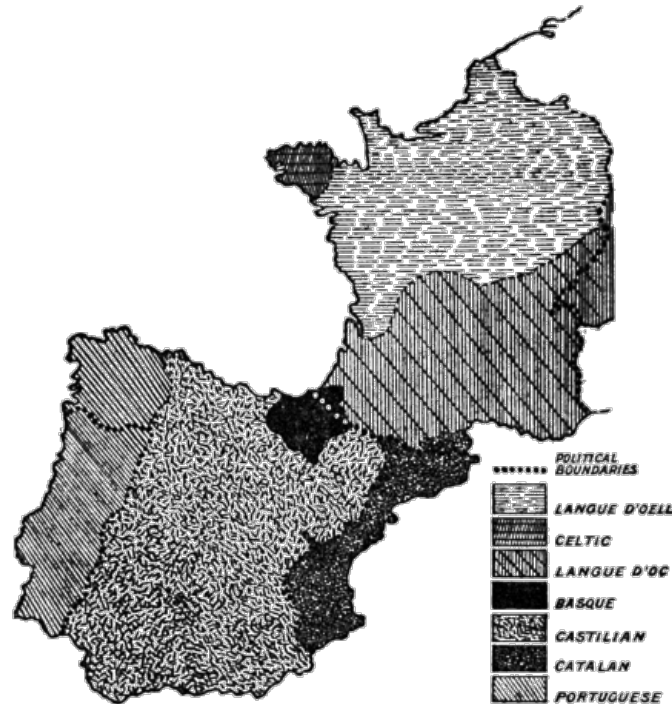 POLITICAL
BOUNDARIES
LANGUE D'OELL
CELTIC
LANGUE D'OC
BASQUE
CASTILIAN
CATALAN
PORTUGUESE